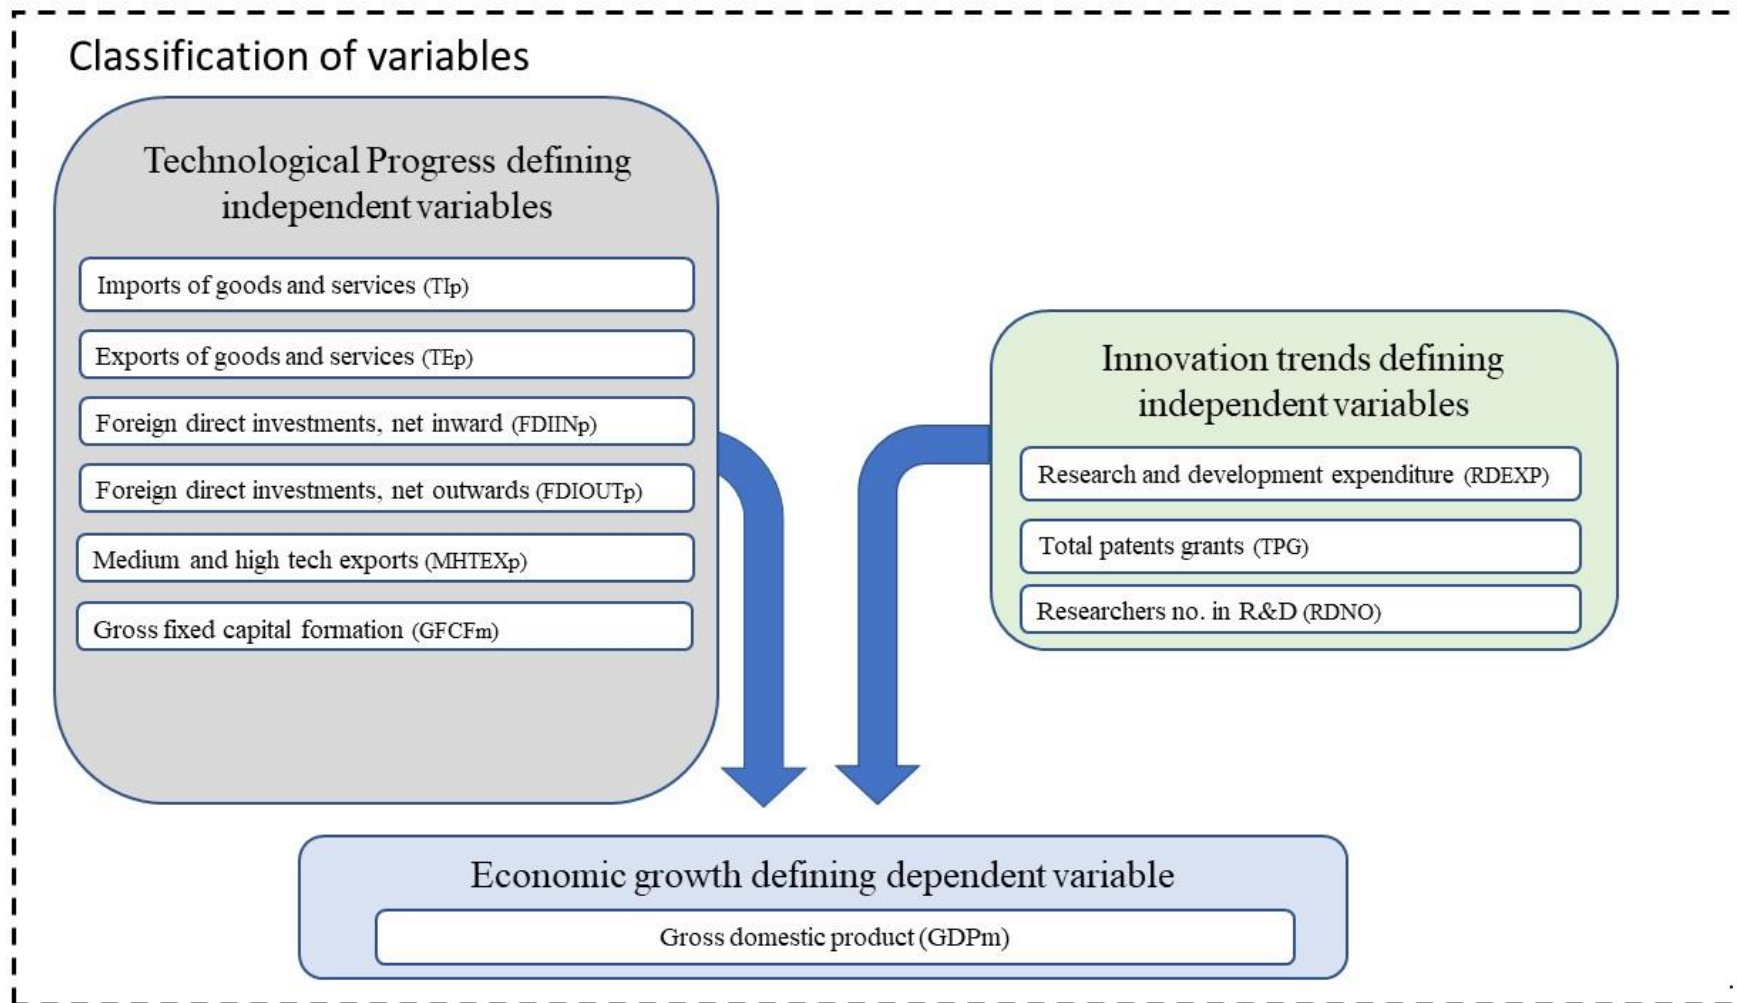 Classification of variables
Technological Progress defining
independent variables
Imports of goods and services (TIp)
Exports of goods and services (TEp)
Foreign direct investments, net inward (FDIINp)
Foreign direct investments, net outwards (FDIOUTp)
Medium and high tech exports (MHTEXp)
Gross fixed capital formation (GFCFm)
Innovation trends defining
independent variables
Research and development expenditure (RDEXP)
Total patents grants (TPG)
Researchers no. in R&D (RDNO)
Economic growth defining dependent variable
Gross domestic product (GDPm)
.